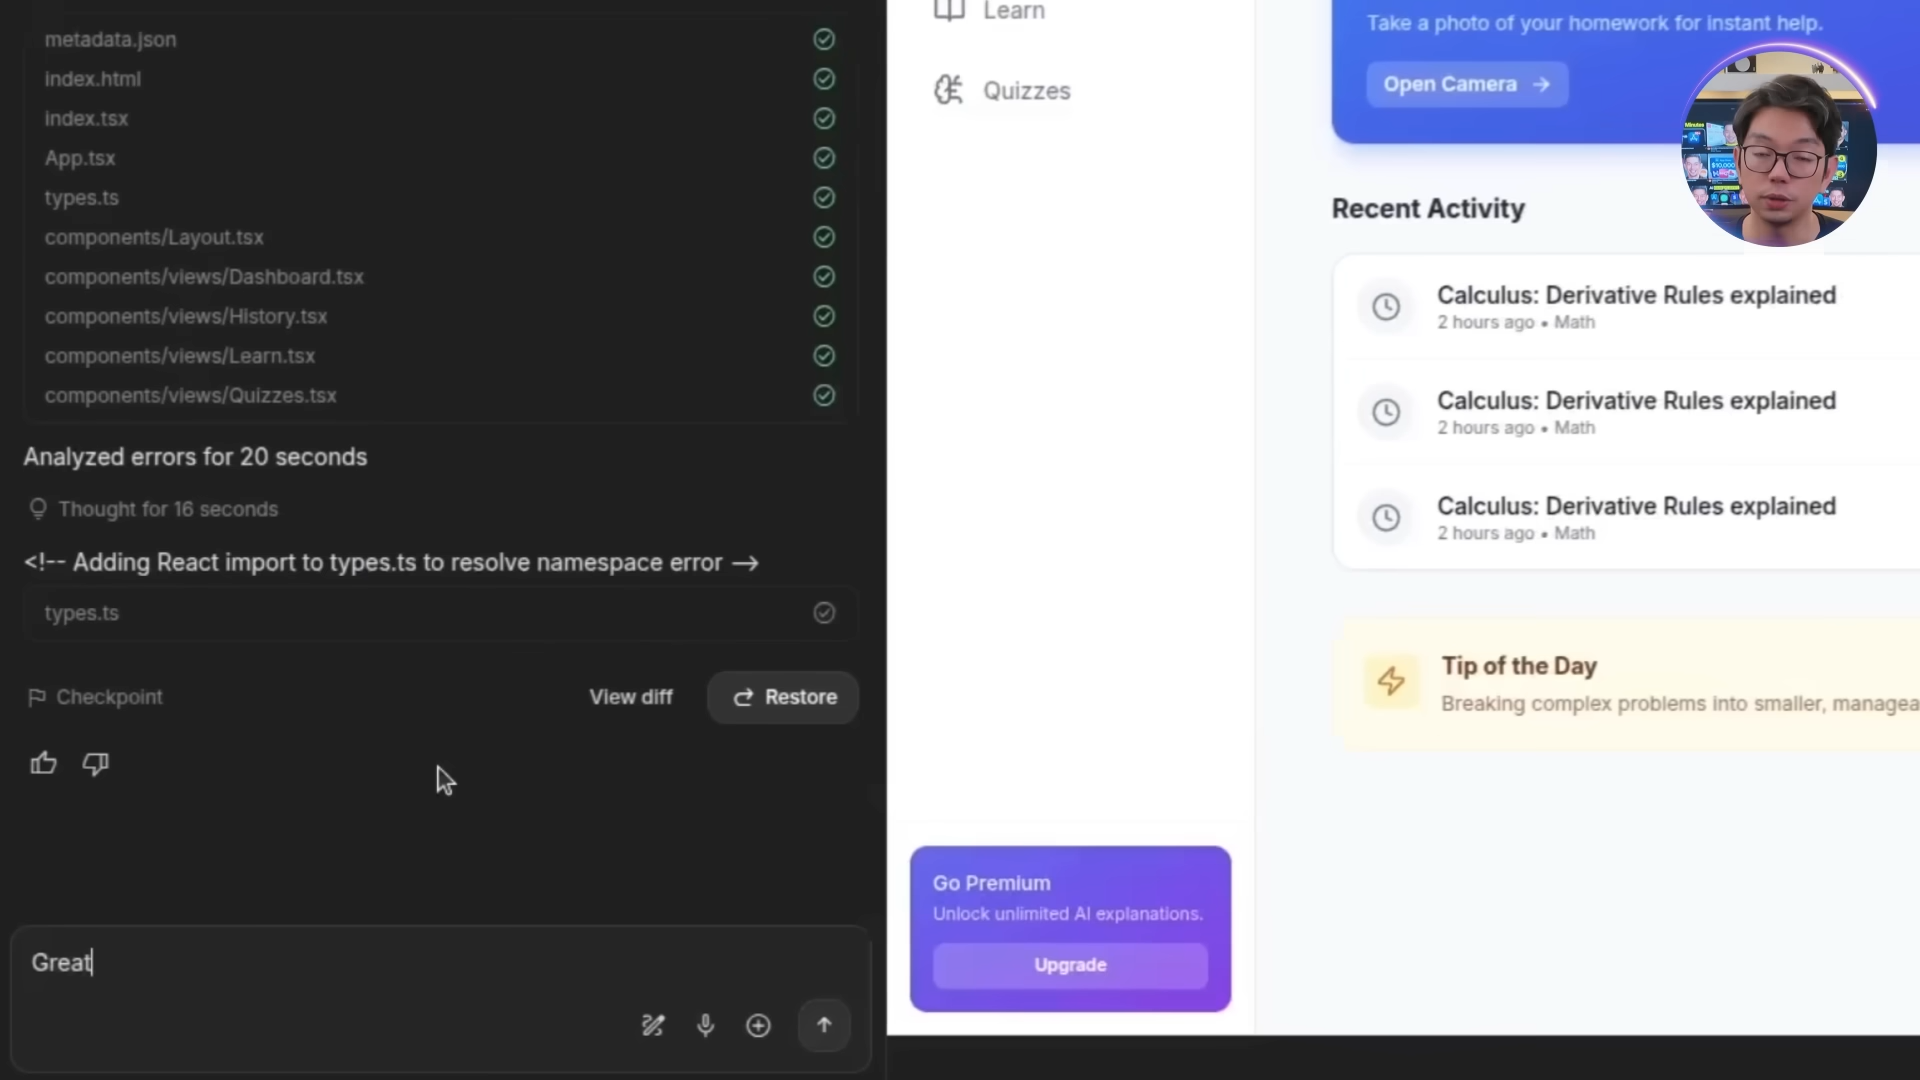 metadata.json
index.html
index.tsx
App.tsx
types.ts
components/Layout.tsx
components/views/Dashboard.tsx
components/views/History.tsx
components/views/Learn.tsx
components/views/Quizzes.tsx
Analyzed errors for 20 seconds
Thought for 16 seconds
<!-- Adding React import to types.ts to resolve namespace error -->
types.ts
Checkpoint
View diff
Restore
Great
Learn
Quizzes
Go Premium
Unlock unlimited AI explanations.
Upgrade
Take a photo of your homework for instant help.
Open Camera →
Recent Activity
Calculus: Derivative Rules explained
2 hours ago • Math
Calculus: Derivative Rules explained
2 hours ago • Math
Calculus: Derivative Rules explained
2 hours ago • Math
Tip of the Day
Breaking complex problems into smaller, managea